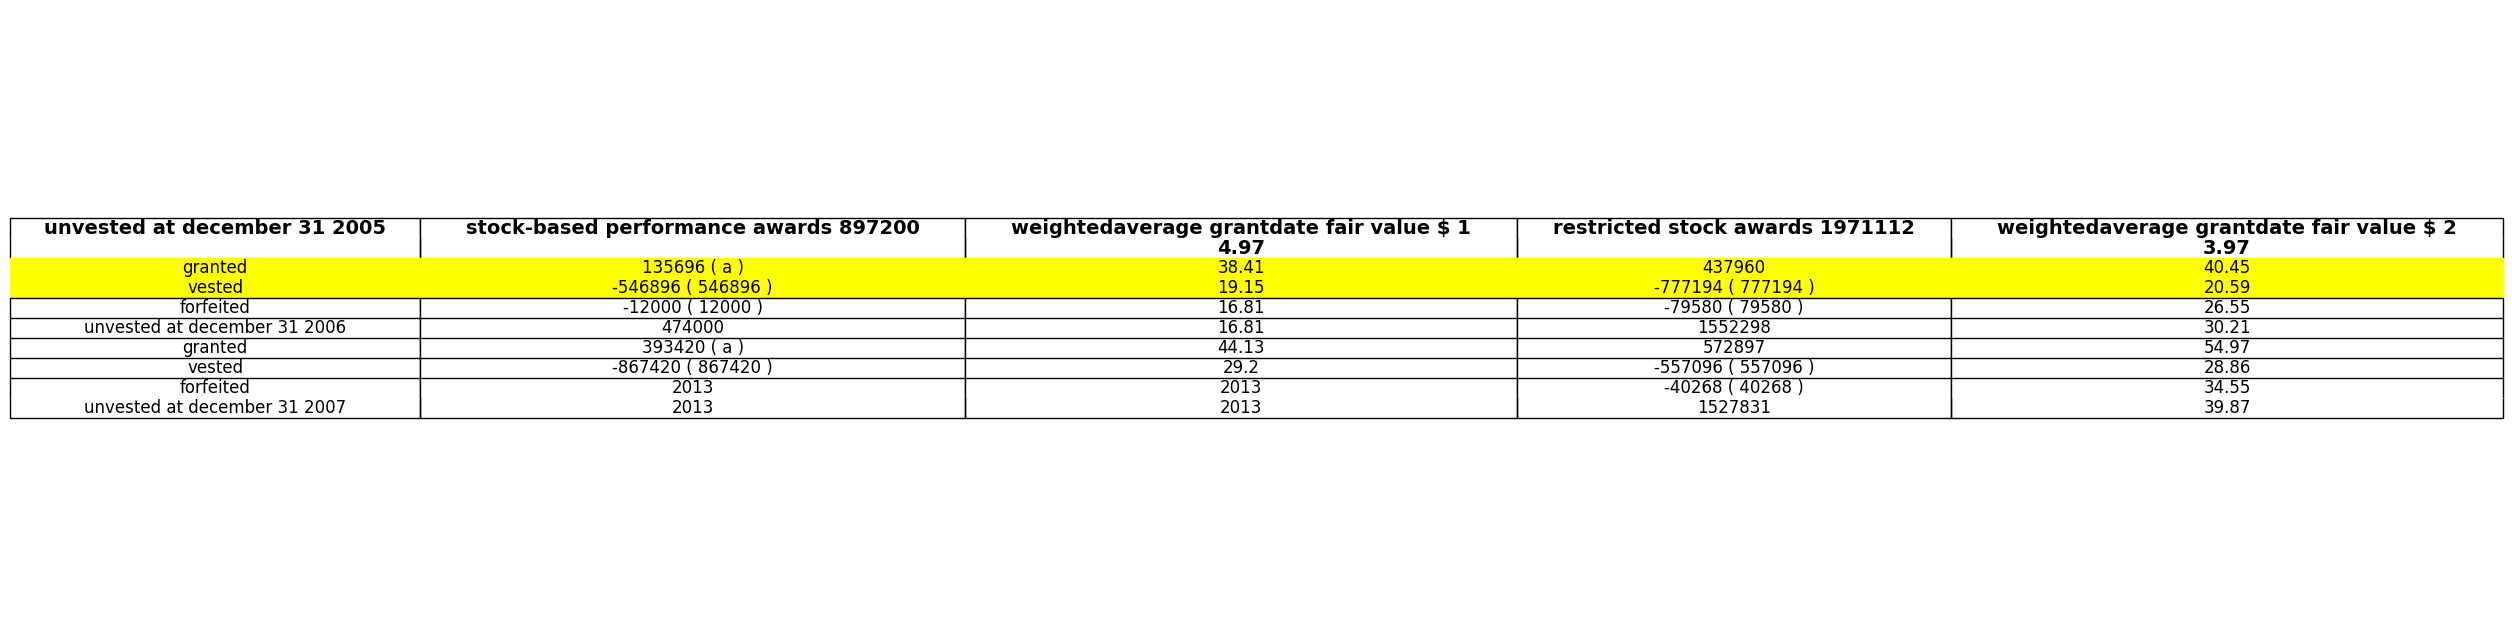 unvested at december 31 2005 stock-based performance awards 897200 weightedaverage grantdate fair value $ 1 restricted stock awards 1971112 weightedaverage grantdate fair value $ 2
4.97 3.97
granted 135696 ( a ) 38.41 437960 40.45
vested -546896 ( 546896 ) 19.15 -777194 ( 777194 ) 20.59
forfeited -12000 ( 12000 ) 16.81 -79580 ( 79580 ) 26.55
unvested at december 31 2006 474000 16.81 1552298 30.21
granted 393420 ( a ) 44.13 572897 54.97
vested -867420 ( 867420 ) 29.2 -557096 ( 557096 ) 28.86
forfeited 2013 2013 -40268 ( 40268 ) 34.55
unvested at december 31 2007 2013 2013 1527831 39.87